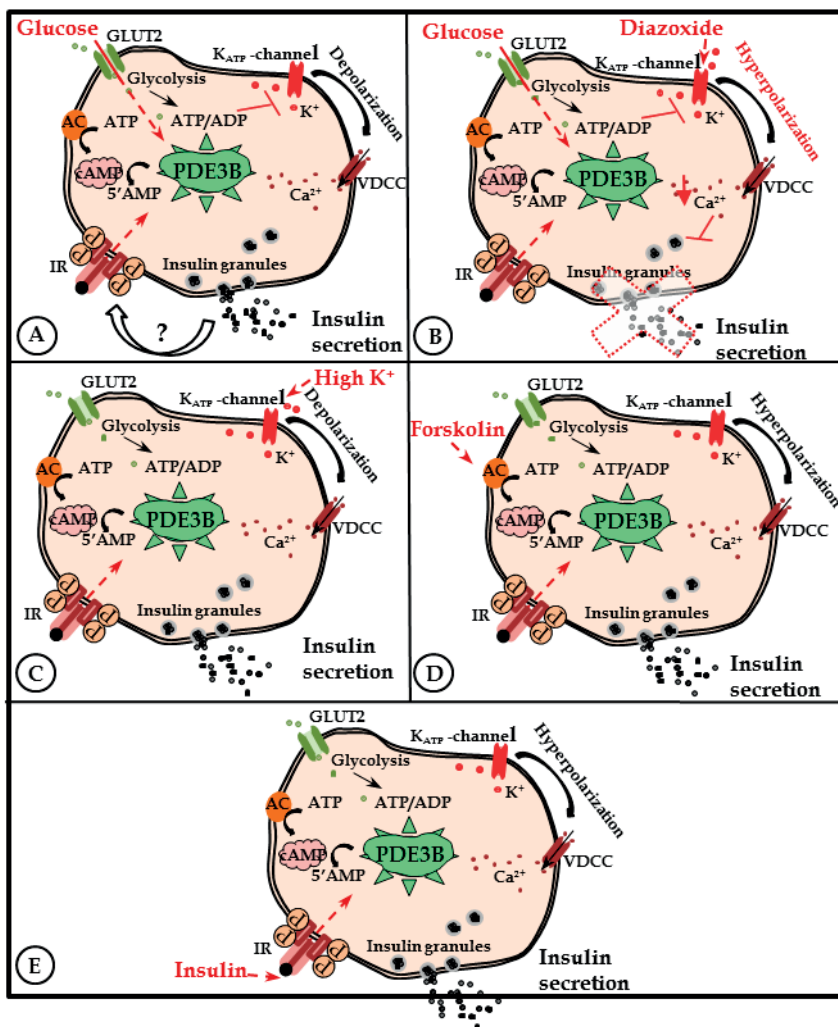 Glucose
GLUT2
K_ATP -channel
Depolarization
Glycolysis
AC
ATP
ATP/ADP
K⁺
cAMP
5'AMP
PDE3B
VDCC
Ca²⁺
IR
P
P
P
P
Insulin granules
?
Insulin
secretion
A
Glucose
GLUT2
Diazoxide
K_ATP -channel
Hyperpolarization
Glycolysis
AC
ATP
ATP/ADP
K⁺
cAMP
5'AMP
PDE3B
VDCC
Ca²⁺
IR
P
P
P
P
Insulin granules
Insulin
secretion
B
GLUT2
High K⁺
K_ATP -channel
Depolarization
Glycolysis
AC
ATP
ATP/ADP
K⁺
cAMP
5'AMP
PDE3B
VDCC
Ca²⁺
IR
P
P
P
P
Insulin granules
Insulin
secretion
C
GLUT2
K_ATP -channel
Hyperpolarization
Forskolin
Glycolysis
AC
ATP
ATP/ADP
K⁺
cAMP
5'AMP
PDE3B
VDCC
Ca²⁺
IR
P
P
P
P
Insulin granules
Insulin
secretion
D
GLUT2
K_ATP -channel
Hyperpolarization
Glycolysis
AC
ATP
ATP/ADP
K⁺
cAMP
5'AMP
PDE3B
VDCC
Ca²⁺
IR
P
P
P
P
Insulin granules
Insulin
Insulin
secretion
E